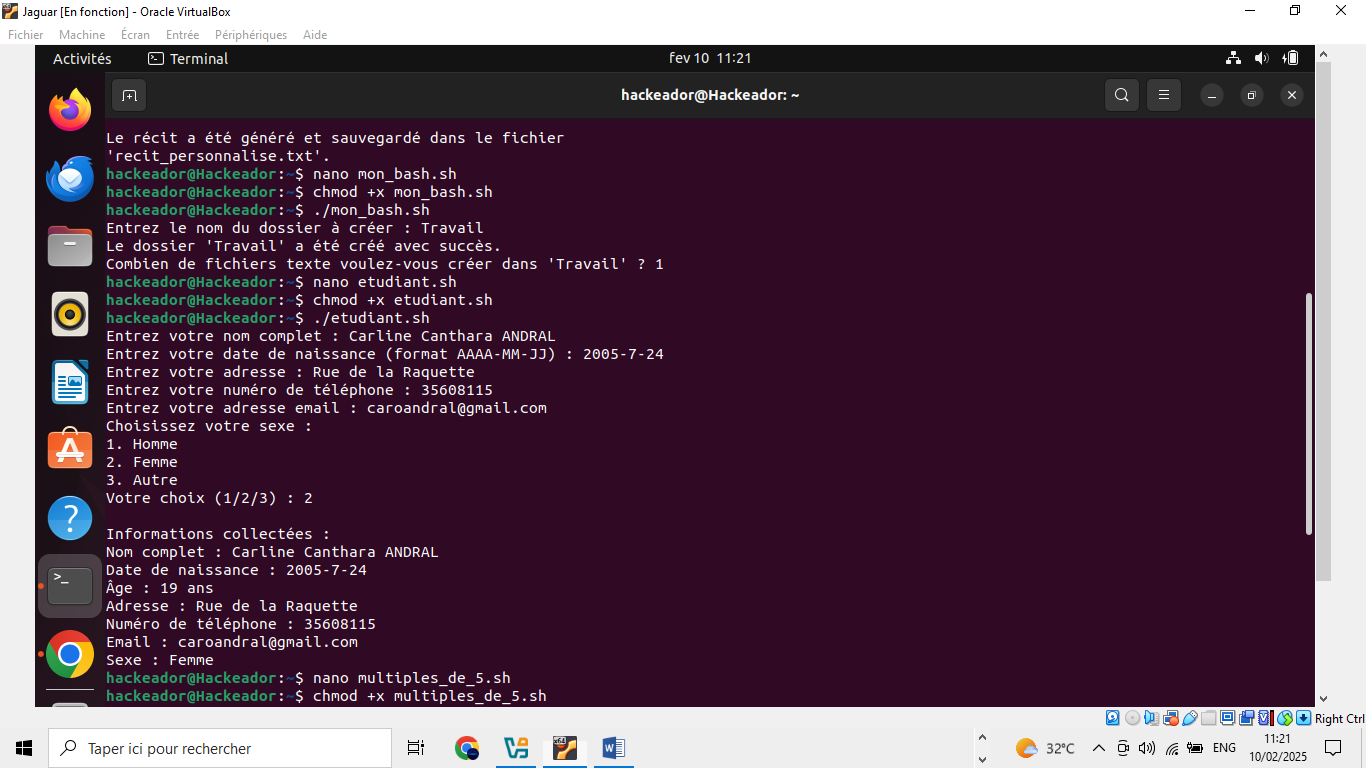 Jaguar [En fonction] - Oracle VirtualBox
Fichier Machine Écran Entrée Périphériques Aide
Activités Terminal fev 10 11:21
hackeador@Hackeador: ~
Le récit a été généré et sauvegardé dans le fichier
'recit_personnalise.txt'.
hackeador@Hackeador:~$ nano mon_bash.sh
hackeador@Hackeador:~$ chmod +x mon_bash.sh
hackeador@Hackeador:~$ ./mon_bash.sh
Entrez le nom du dossier à créer : Travail
Le dossier 'Travail' a été créé avec succès.
Combien de fichiers texte voulez-vous créer dans 'Travail' ? 1
hackeador@Hackeador:~$ nano etudiant.sh
hackeador@Hackeador:~$ chmod +x etudiant.sh
hackeador@Hackeador:~$ ./etudiant.sh
Entrez votre nom complet : Carline Canthara ANDRAL
Entrez votre date de naissance (format AAAA-MM-JJ) : 2005-7-24
Entrez votre adresse : Rue de la Raquette
Entrez votre numéro de téléphone : 35608115
Entrez votre adresse email : caroandral@gmail.com
Choisissez votre sexe :
1. Homme
2. Femme
3. Autre
Votre choix (1/2/3) : 2
Informations collectées :
Nom complet : Carline Canthara ANDRAL
Date de naissance : 2005-7-24
Âge : 19 ans
Adresse : Rue de la Raquette
Numéro de téléphone : 35608115
Email : caroandral@gmail.com
Sexe : Femme
hackeador@Hackeador:~$ nano multiples_de_5.sh
hackeador@Hackeador:~$ chmod +x multiples_de_5.sh
Right Ctrl
Taper ici pour rechercher
32°C
ENG
11:21
10/02/2025